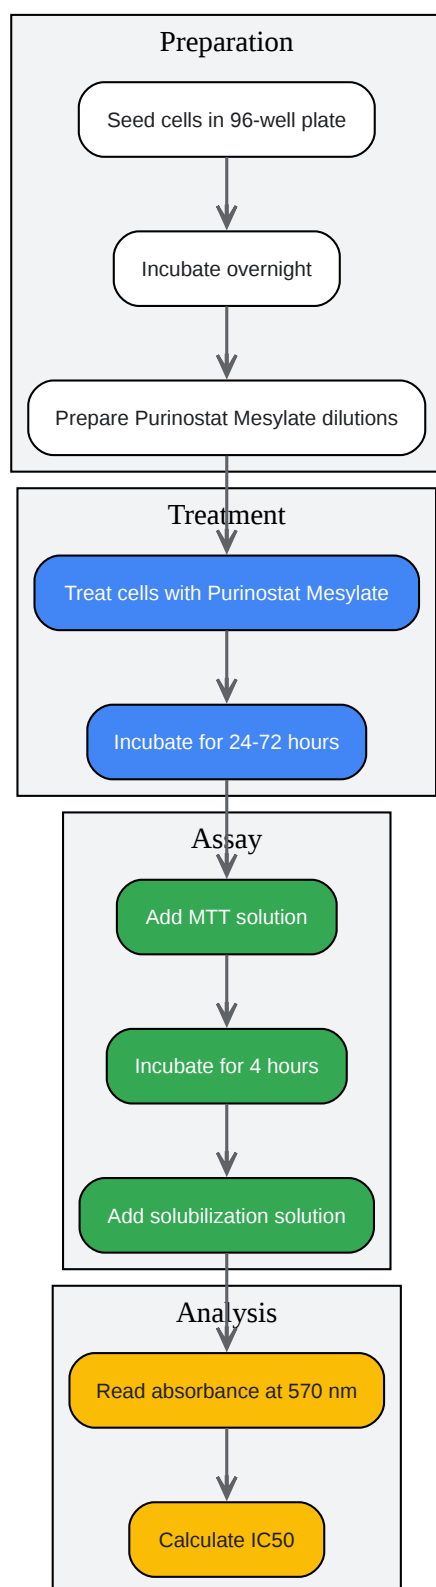 Preparation
Seed cells in 96-well plate
Incubate overnight
Prepare Purinostat Mesylate dilutions
Treatment
Treat cells with Purinostat Mesylate
Incubate for 24-72 hours
Assay
Add MTT solution
Incubate for 4 hours
Add solubilization solution
Analysis
Read absorbance at 570 nm
Calculate IC50